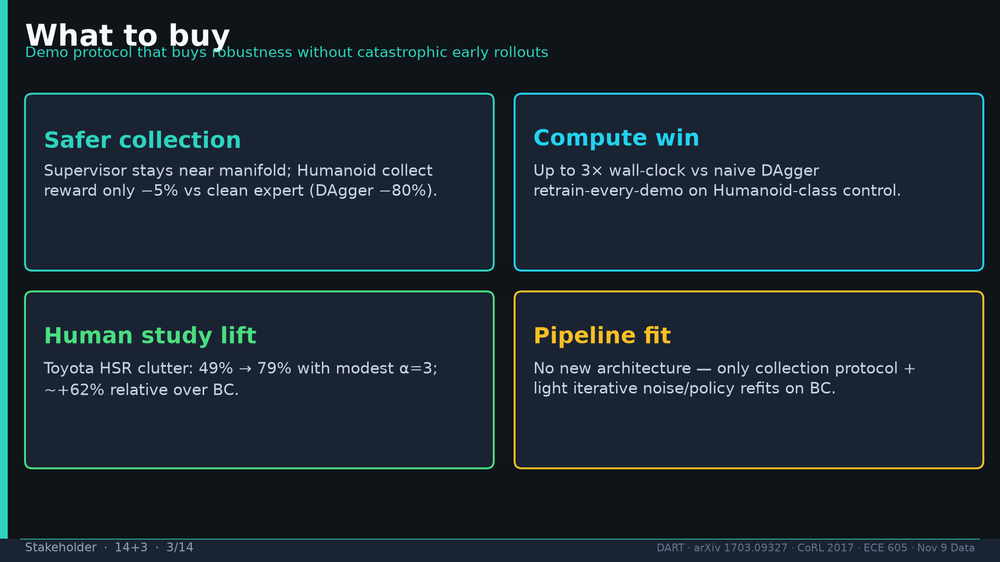 What to buy
Demo protocol that buys robustness without catastrophic early rollouts
Safer collection
Supervisor stays near manifold; Humanoid collect
reward only −5% vs clean expert (DAgger −80%).
Compute win
Up to 3× wall-clock vs naive DAgger
retrain-every-demo on Humanoid-class control.
Human study lift
Toyota HSR clutter: 49% → 79% with modest α=3;
~+62% relative over BC.
Pipeline fit
No new architecture — only collection protocol +
light iterative noise/policy refits on BC.
Stakeholder · 14+3 · 3/14
DART · arXiv 1703.09327 · CoRL 2017 · ECE 605 · Nov 9 Data